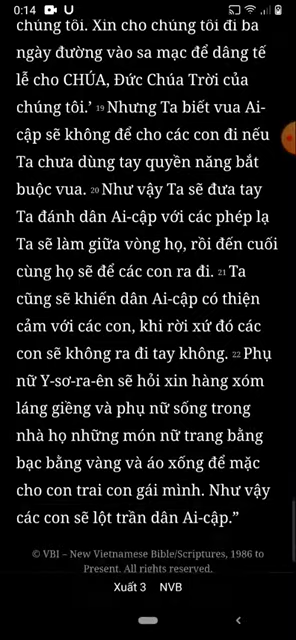 0:14
chúng tôi. Xin cho chúng tôi đi ba
ngày đường vào sa mạc để dâng tế
lễ cho CHÚA, Đức Chúa Trời của
chúng tôi.’ 19 Nhưng Ta biết vua Ai-
cập sẽ không để cho các con đi nếu
Ta chưa dùng tay quyền năng bắt
buộc vua. 20 Như vậy Ta sẽ đưa tay
Ta đánh dân Ai-cập với các phép lạ
Ta sẽ làm giữa vòng họ, rồi đến cuối
cùng họ sẽ để các con ra đi. 21 Ta
cũng sẽ khiến dân Ai-cập có thiện
cảm với các con, khi rời xứ đó các
con sẽ không ra đi tay không. 22 Phụ
nữ Y-sơ-ra-ên sẽ hỏi xin hàng xóm
láng giềng và phụ nữ sống trong
nhà họ những món nữ trang bằng
bạc bằng vàng và áo xống để mặc
cho con trai con gái mình. Như vậy
các con sẽ lột trần dân Ai-cập.”
© VBI – New Vietnamese Bible/Scriptures, 1986 to
Present. All rights reserved.
Xuất 3 NVB